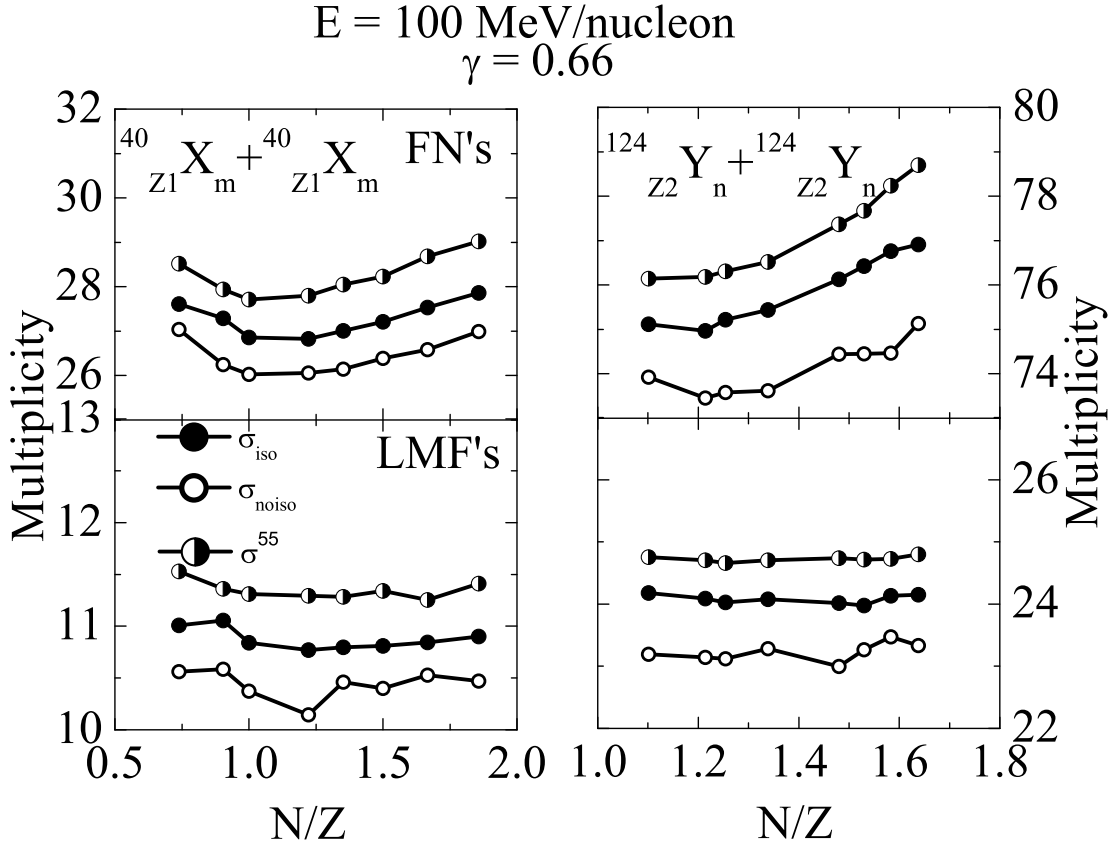 E = 100 MeV/nucleon
γ = 0.66
32
30
28
26
⁴⁰Z1Xm+⁴⁰Z1Xm FN's
80
78
76
74
¹²⁴Z2Yn+¹²⁴Z2Yn
Multiplicity
Multiplicity
13
12
11
10
σiso
σnoiso
σ⁵⁵
LMF's
26
24
22
0.5 1.0 1.5 2.0
1.0 1.2 1.4 1.6 1.8
N/Z
N/Z